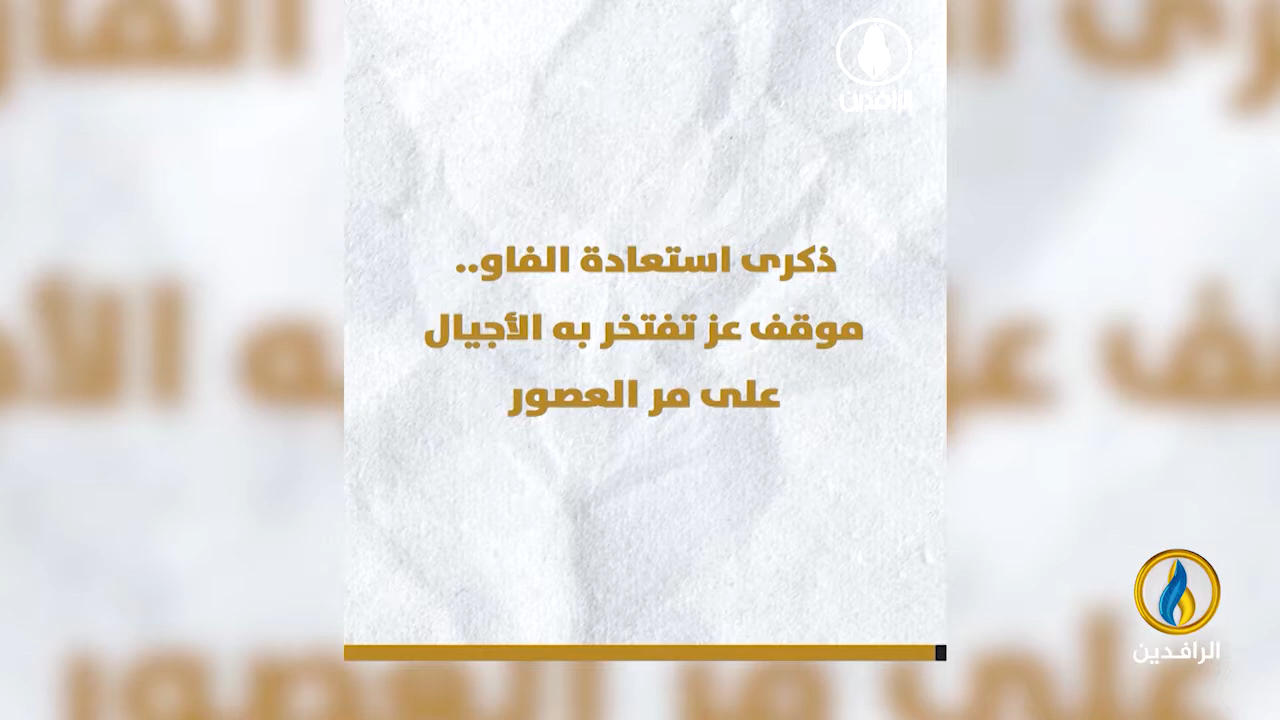 الرافدين
ذكرى استعادة الفاو..
موقف عز تفتخر به الأجيال
على مر العصور
الرافدين